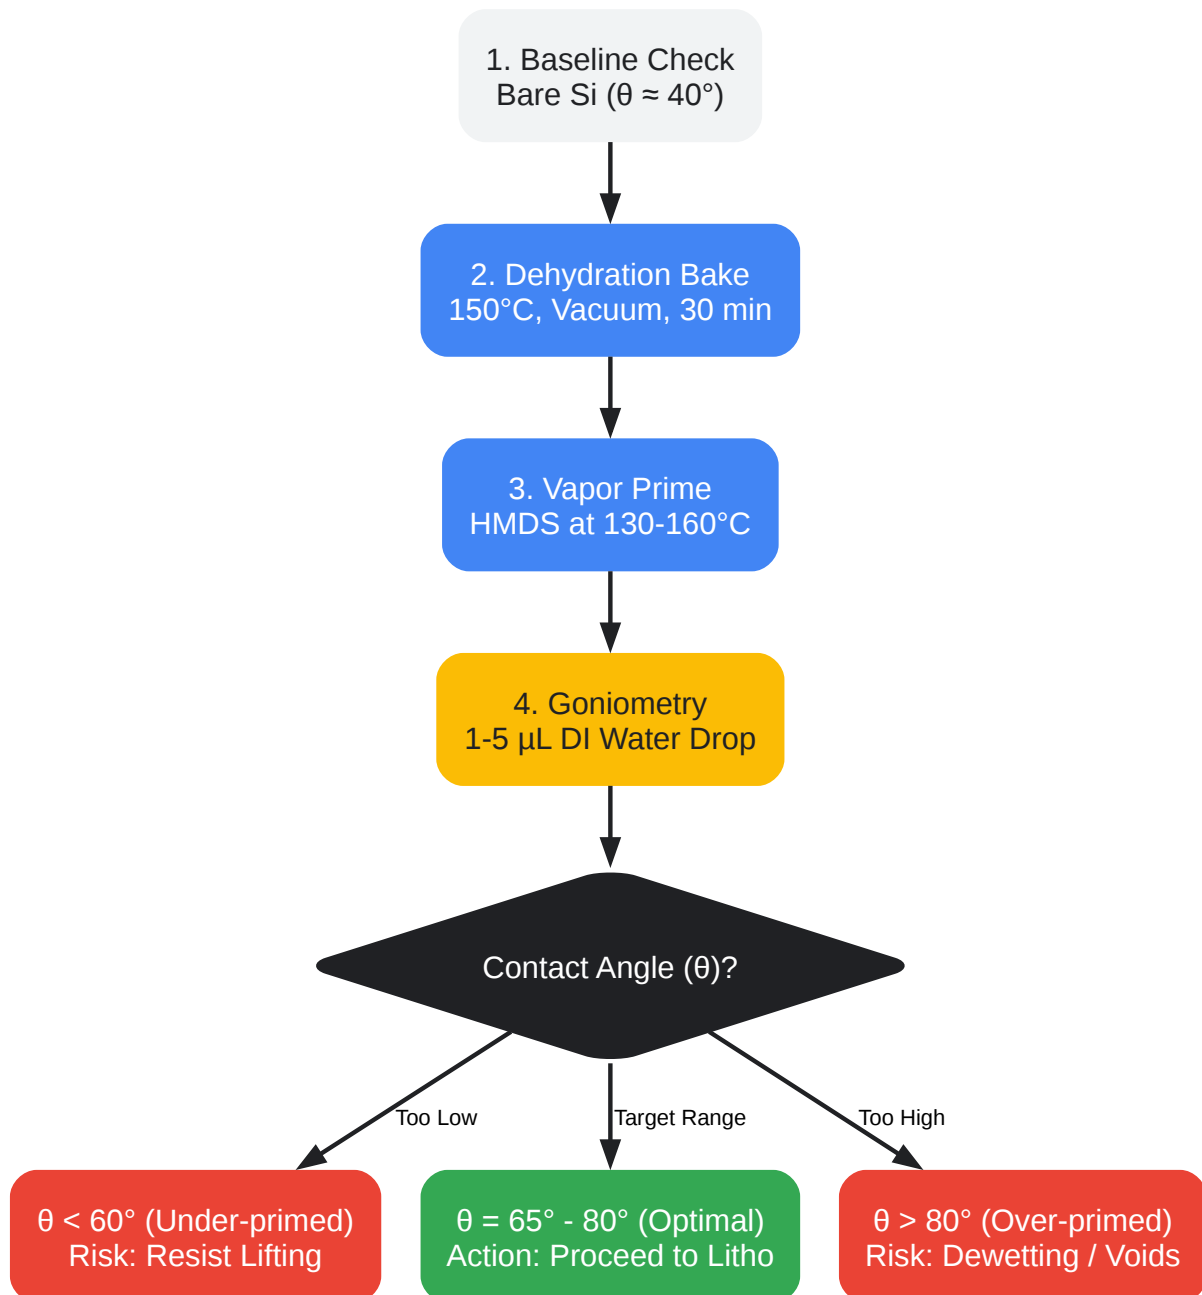 1. Baseline Check
Bare Si (θ ≈ 40°)
2. Dehydration Bake
150°C, Vacuum, 30 min
3. Vapor Prime
HMDS at 130-160°C
4. Goniometry
1-5 µL DI Water Drop
Contact Angle (θ)?
Too Low
Target Range
Too High
θ < 60° (Under-primed)
Risk: Resist Lifting
θ = 65° - 80° (Optimal)
Action: Proceed to Litho
θ > 80° (Over-primed)
Risk: Dewetting / Voids